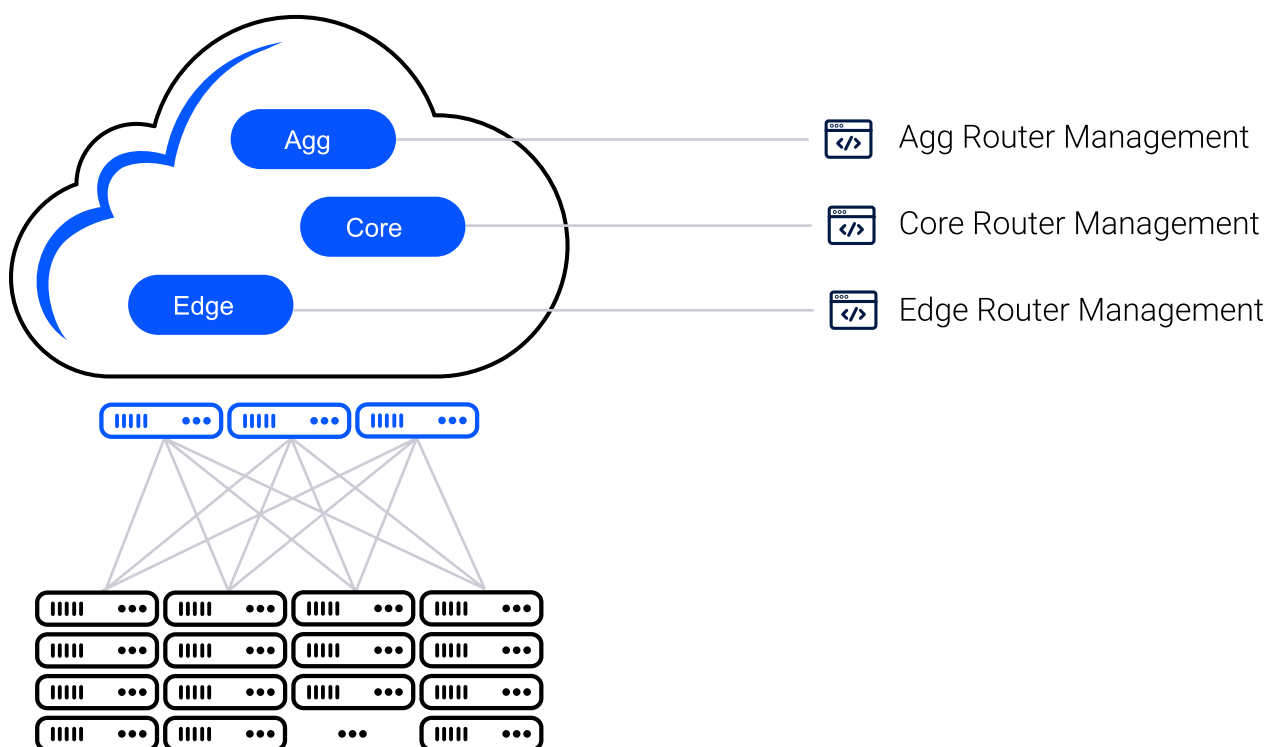 Agg
Agg Router Management
Core
Core Router Management
Edge
Edge Router Management